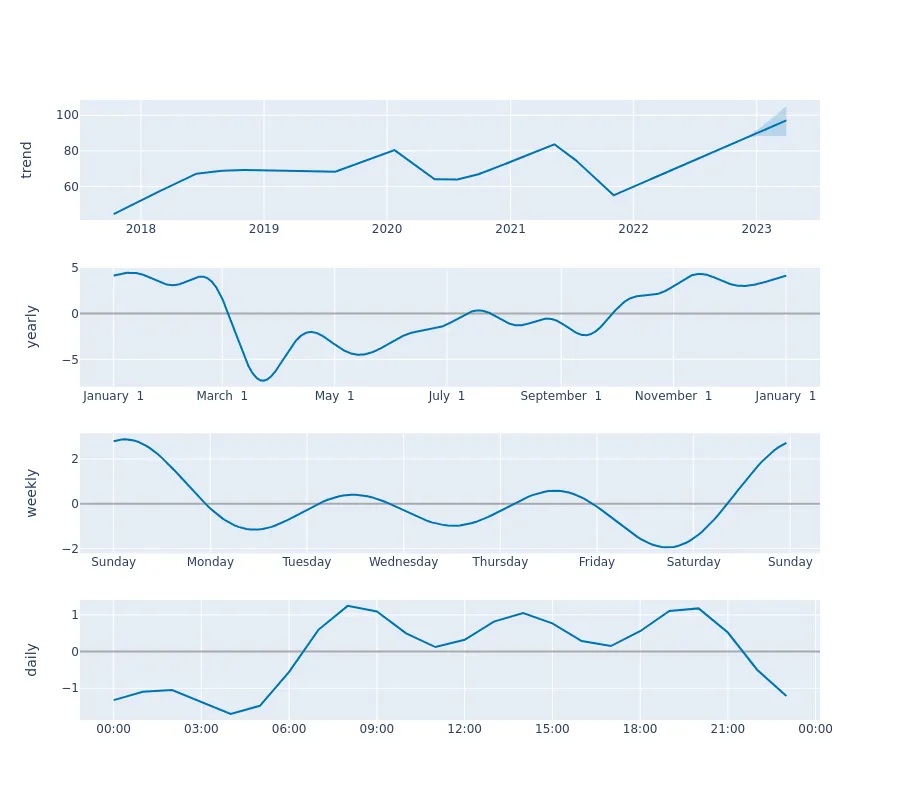 trend
100
80
60
2018 2019 2020 2021 2022 2023
yearly
5
0
−5
January 1 March 1 May 1 July 1 September 1 November 1 January 1
weekly
2
0
−2
Sunday Monday Tuesday Wednesday Thursday Friday Saturday Sunday
daily
1
0
−1
00:00 03:00 06:00 09:00 12:00 15:00 18:00 21:00 00:00